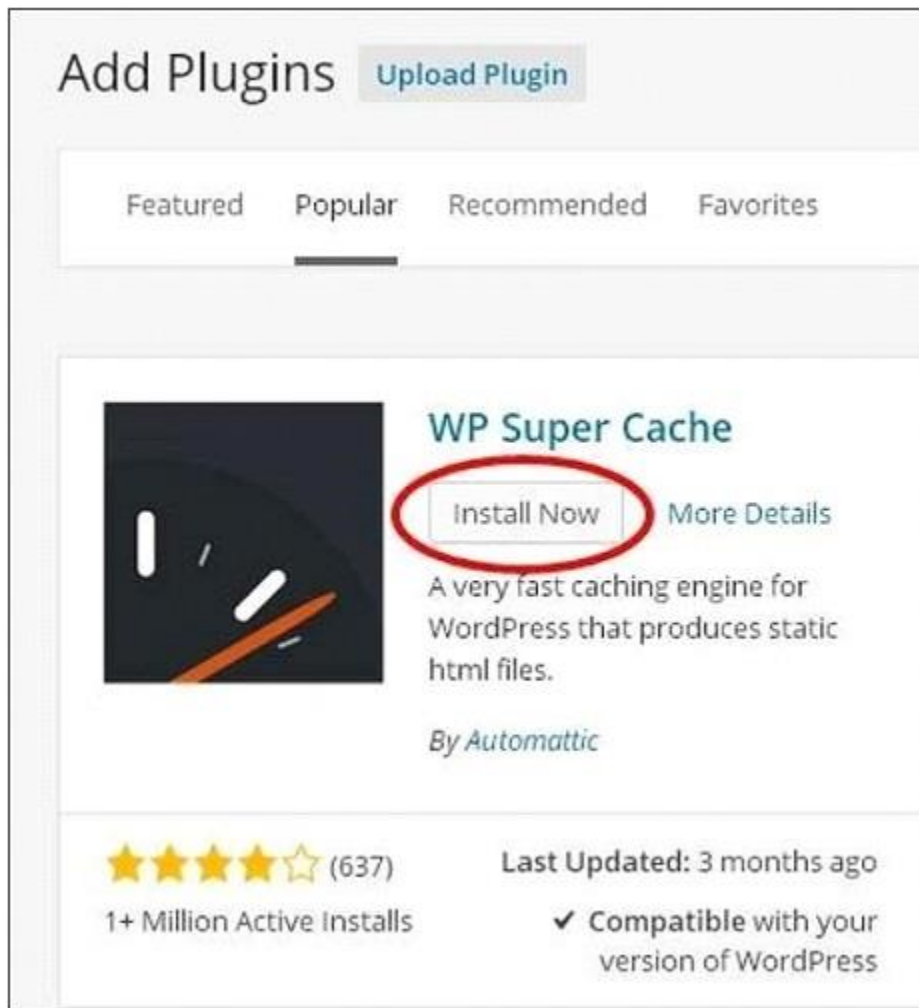 Add Plugins Upload Plugin
Featured Popular Recommended Favorites
WP Super Cache
Install Now More Details
A very fast caching engine for
WordPress that produces static
html files.
By Automattic
(637) Last Updated: 3 months ago
1+ Million Active Installs ✔ Compatible with your
version of WordPress